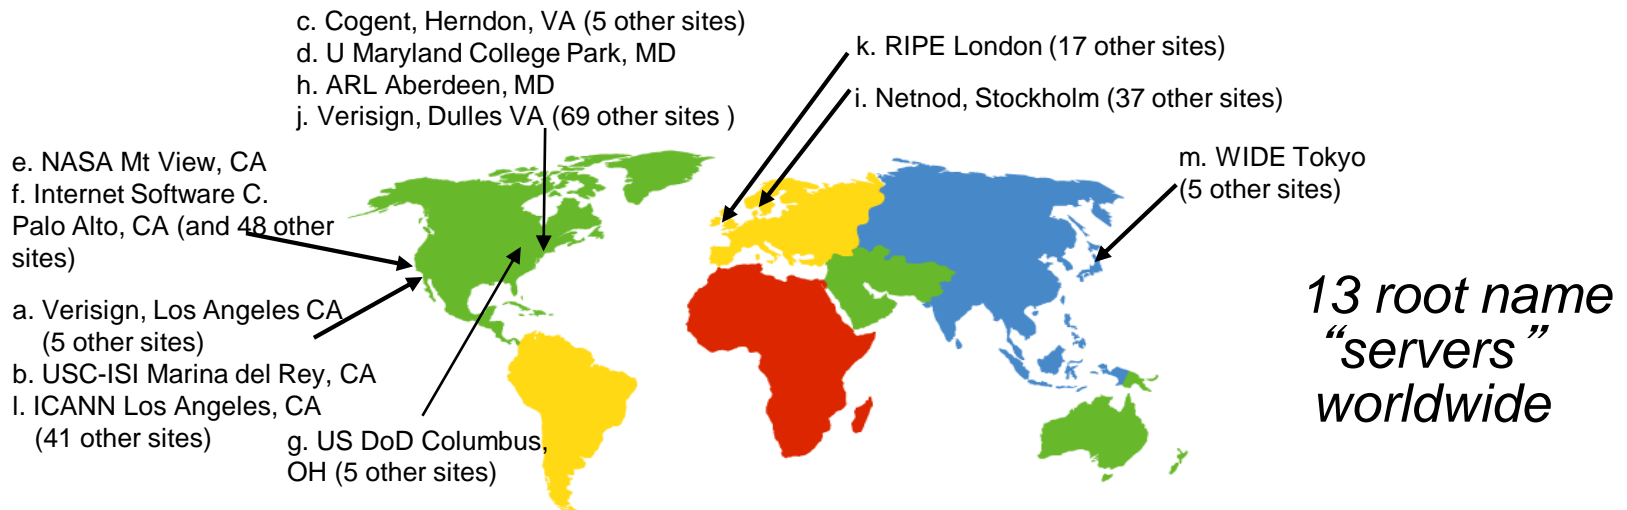 c. Cogent, Herndon, VA (5 other sites)
d. U Maryland College Park, MD
h. ARL Aberdeen, MD
j. Verisign, Dulles VA (69 other sites )
k. RIPE London (17 other sites)
i. Netnod, Stockholm (37 other sites)
m. WIDE Tokyo
(5 other sites)
e. NASA Mt View, CA
f. Internet Software C.
Palo Alto, CA (and 48 other
sites)
a. Verisign, Los Angeles CA
(5 other sites)
b. USC-ISI Marina del Rey, CA
l. ICANN Los Angeles, CA
(41 other sites)
g. US DoD Columbus,
OH (5 other sites)
13 root name
“servers”
worldwide